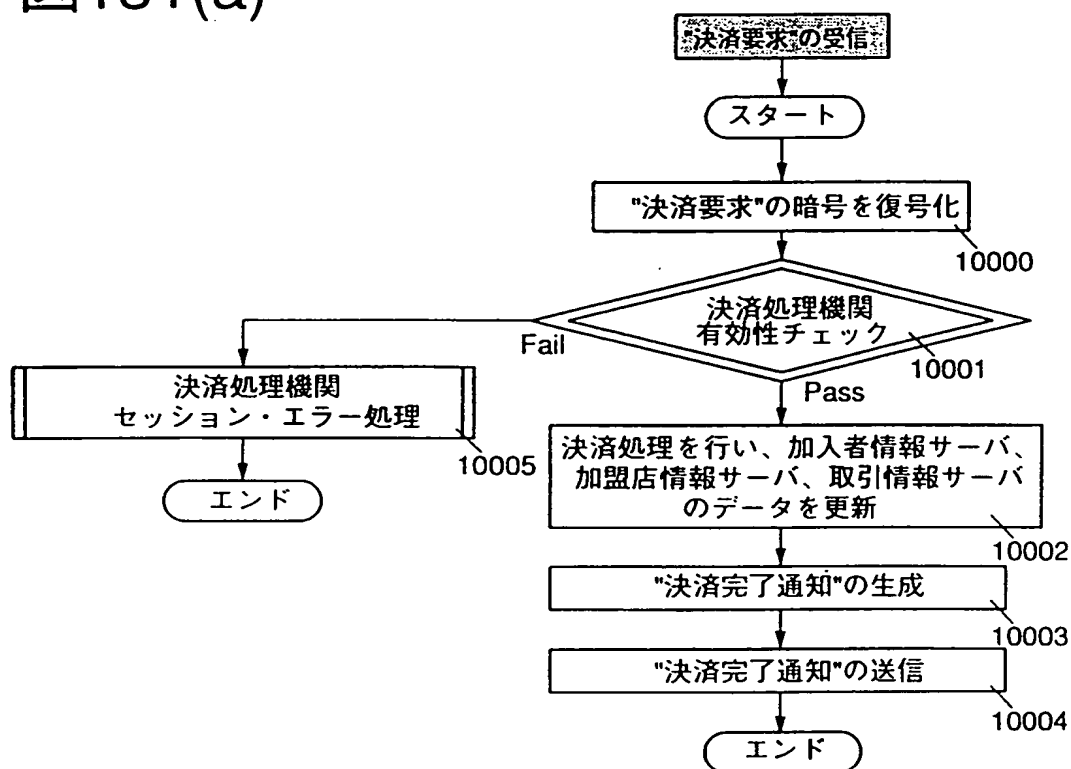 "決済要求"の受信
スタート
"決済要求"の暗号を復号化
10000
決済処理機関
有効性チェック
10001
Fail
Pass
決済処理機関
セッション・エラー処理
10005
エンド
決済処理を行い、加入者情報サーバ、
加盟店情報サーバ、取引情報サーバ
のデータを更新
10002
"決済完了通知"の生成
10003
"決済完了通知"の送信
10004
エンド